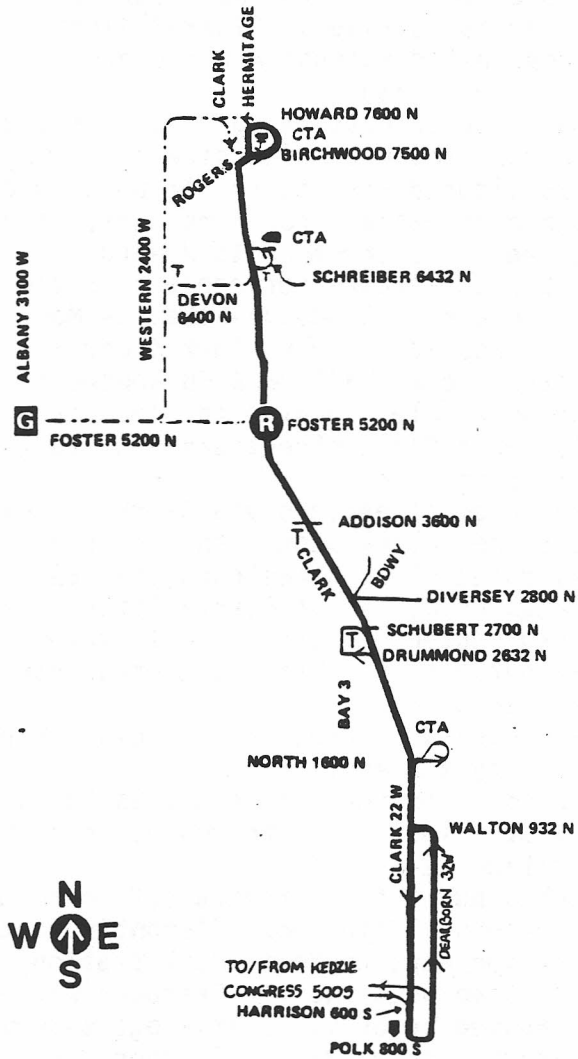 CLARK
HERMITAGE
HOWARD 7600 N
CTA
BIRCHWOOD 7500 N
ROGERS
CTA
T
T
SCHREIBER 6432 N
T
DEVON
6400 N
WESTERN 2400 W
ALBANY 3100 W
G
FOSTER 5200 N
R
FOSTER 5200 N
ADDISON 3600 N
T
CLARK
BDWY
DIVERSEY 2800 N
SCHUBERT 2700 N
T
DRUMMOND 2632 N
BAY 3
CTA
NORTH 1600 N
CLARK 22 W
WALTON 932 N
DEARBORN 32W
N
W E
S
TO/FROM KEDZIE
CONGRESS 500S
HARRISON 600 S
POLK 800 S